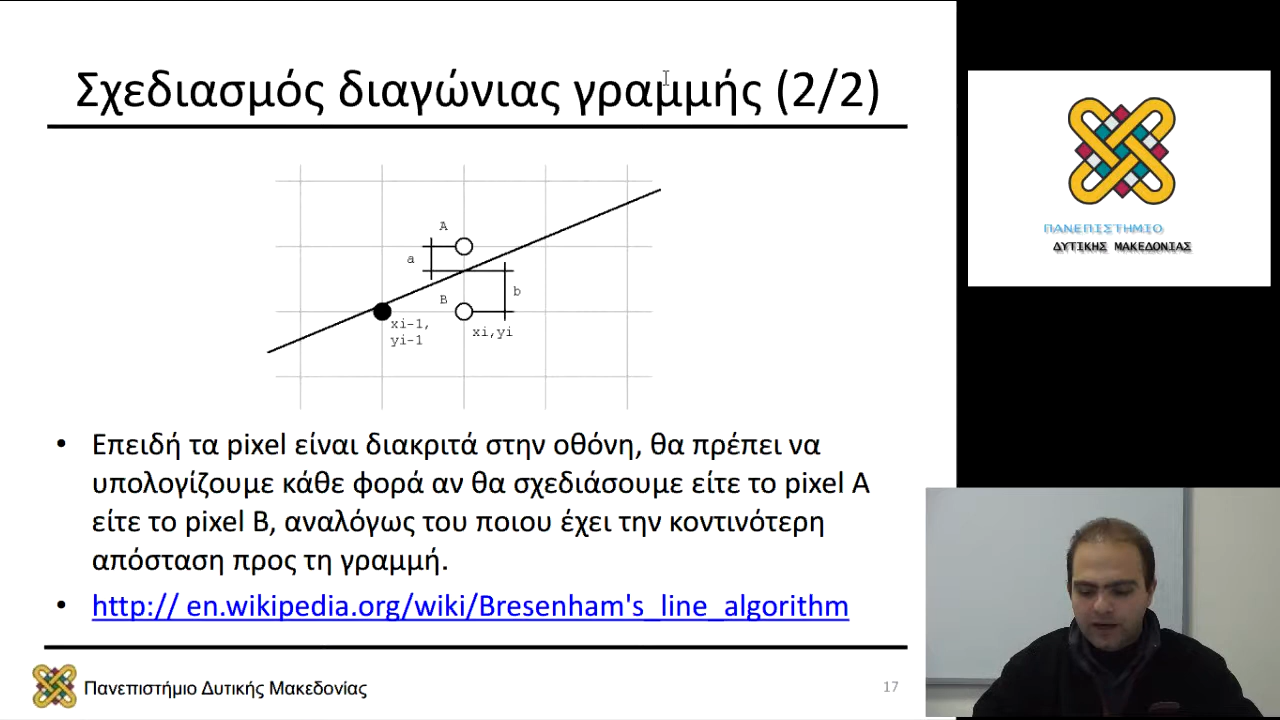 Σχεδιασμός διαγώνιας γραμμής (2/2)
A
a
b
B
xi-1,
yi-1
xi,yi
• Επειδή τα pixel είναι διακριτά στην οθόνη, θα πρέπει να
υπολογίζουμε κάθε φορά αν θα σχεδιάσουμε είτε το pixel A
είτε το pixel B, αναλόγως του ποιου έχει την κοντινότερη
απόσταση προς τη γραμμή.
• http:// en.wikipedia.org/wiki/Bresenham's_line_algorithm
Πανεπιστήμιο Δυτικής Μακεδονίας
17
ΠΑΝΕΠΙΣΤΗΜΙΟ
ΔΥΤΙΚΗΣ ΜΑΚΕΔΟΝΙΑΣ